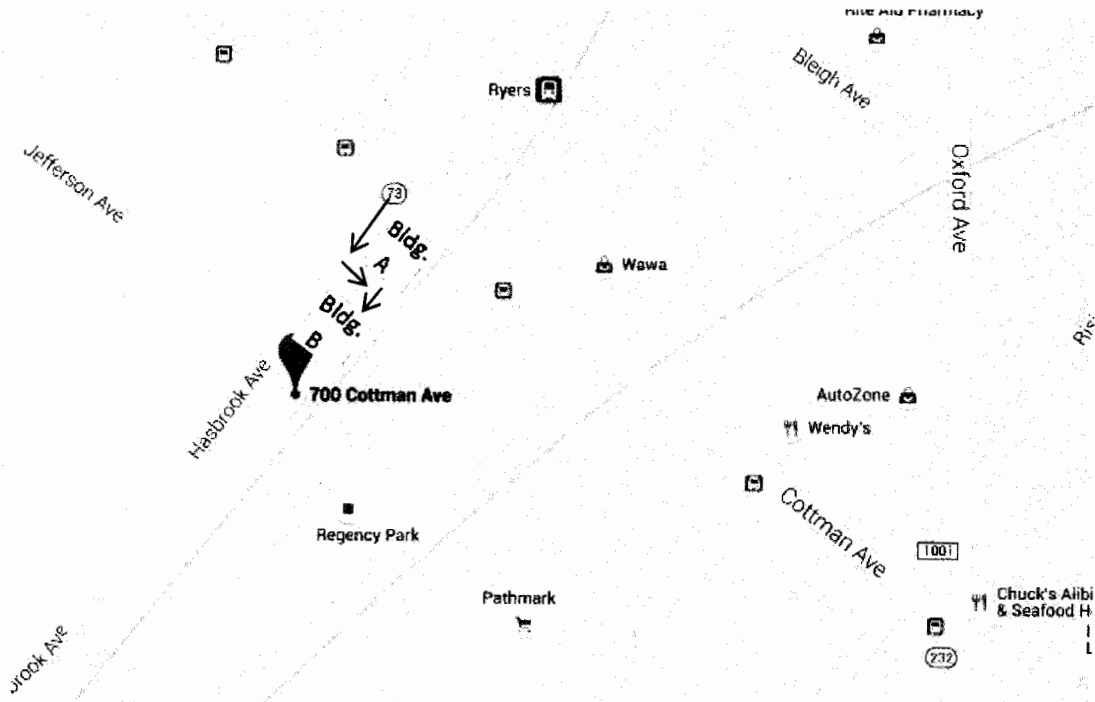 Rite Aid Pharmacy
Bleigh Ave
Ryers
Jefferson Ave
Oxford Ave
73
Bldg.
A
Wawa
Bldg.
B
Hasbrook Ave
700 Cottman Ave
AutoZone
Wendy's
Cottman Ave
Regency Park
1001
Pathmark
Chuck's Alibi
& Seafood H
232
brook Ave